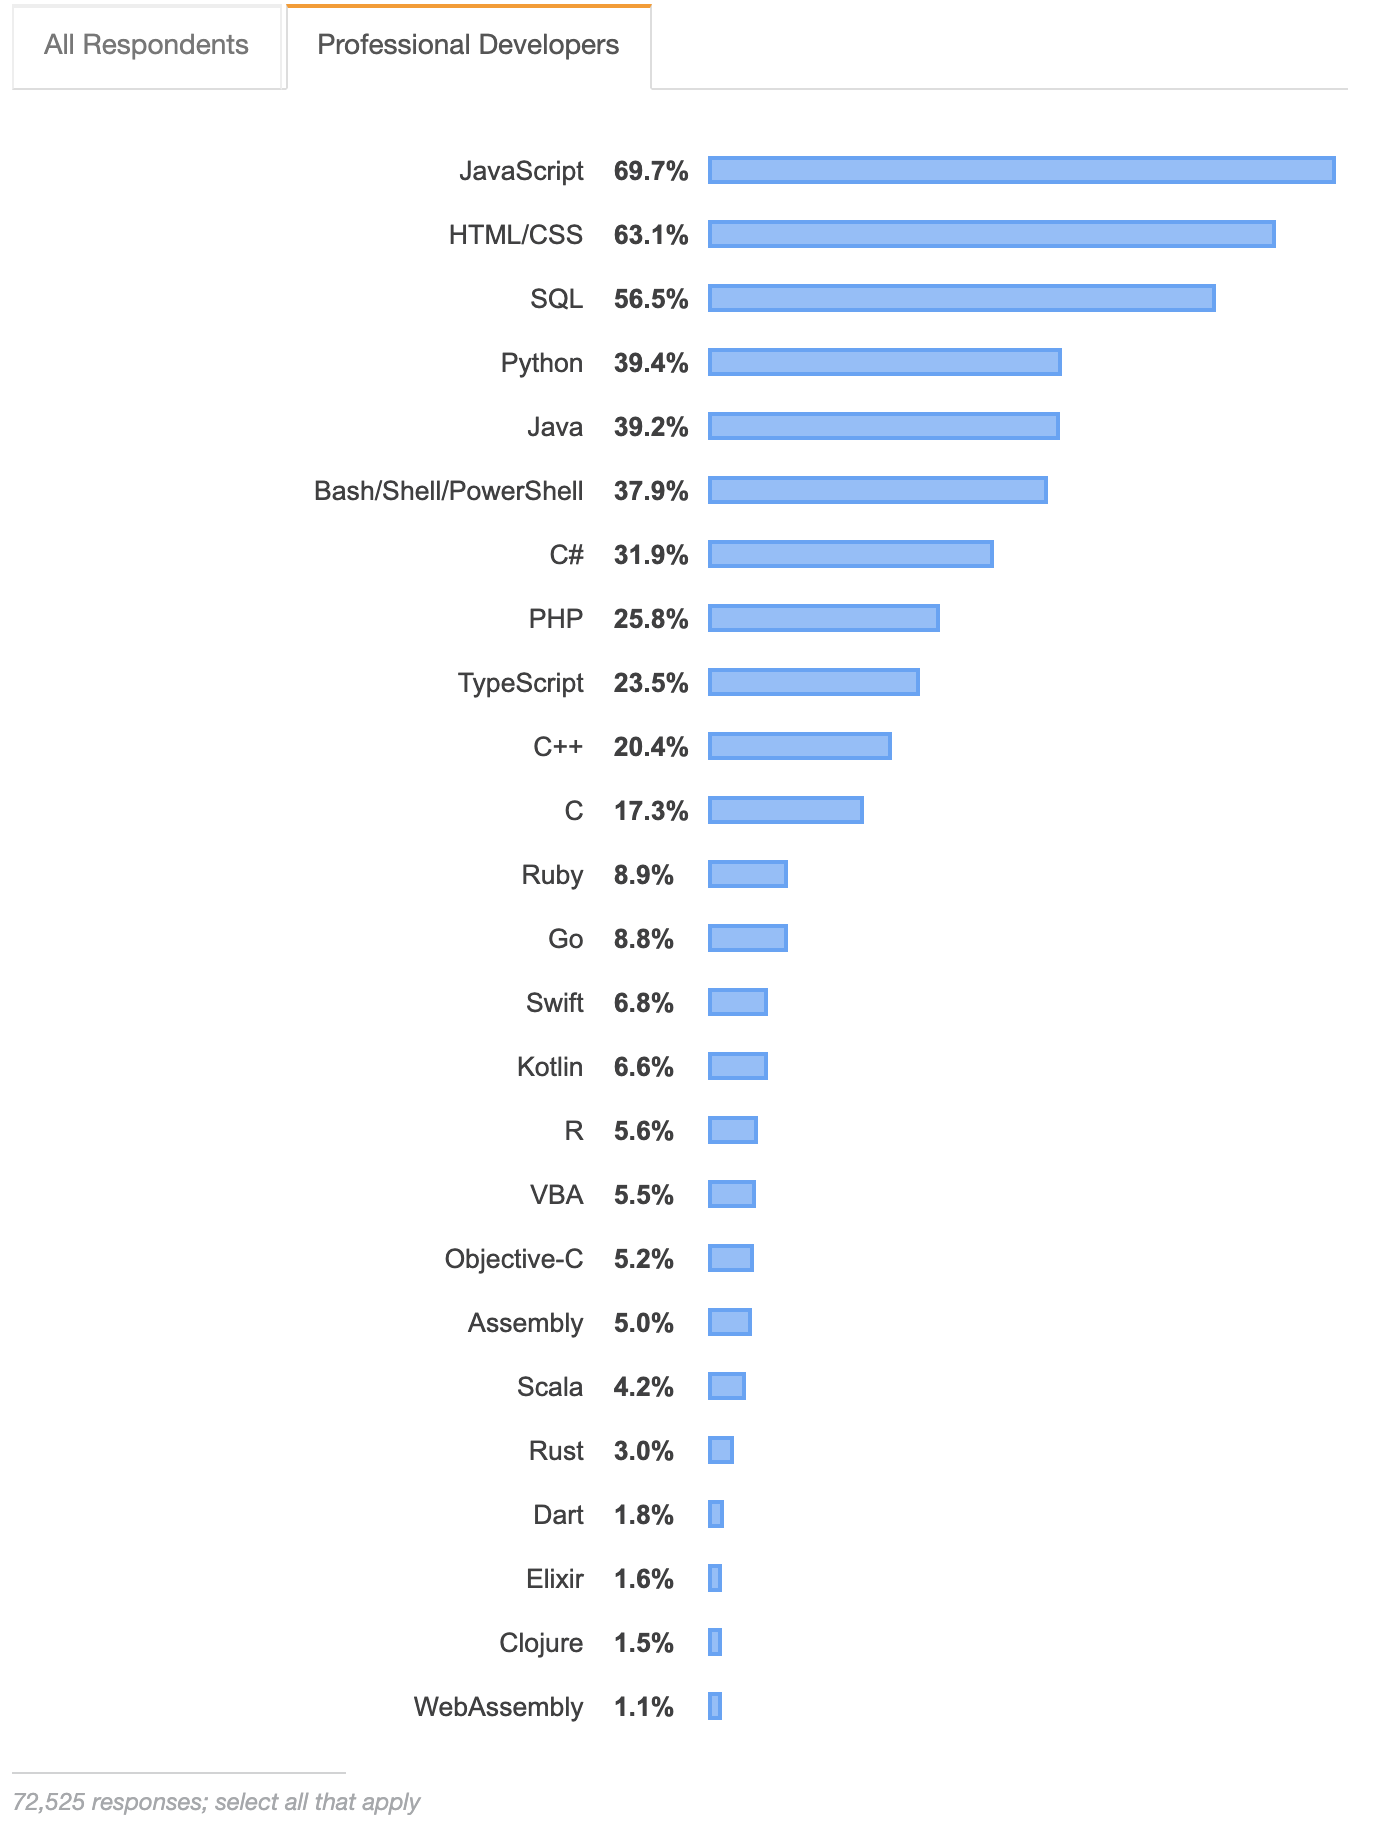 All Respondents
Professional Developers
JavaScript 69.7%
HTML/CSS 63.1%
SQL 56.5%
Python 39.4%
Java 39.2%
Bash/Shell/PowerShell 37.9%
C# 31.9%
PHP 25.8%
TypeScript 23.5%
C++ 20.4%
C 17.3%
Ruby 8.9%
Go 8.8%
Swift 6.8%
Kotlin 6.6%
R 5.6%
VBA 5.5%
Objective-C 5.2%
Assembly 5.0%
Scala 4.2%
Rust 3.0%
Dart 1.8%
Elixir 1.6%
Clojure 1.5%
WebAssembly 1.1%
72,525 responses; select all that apply